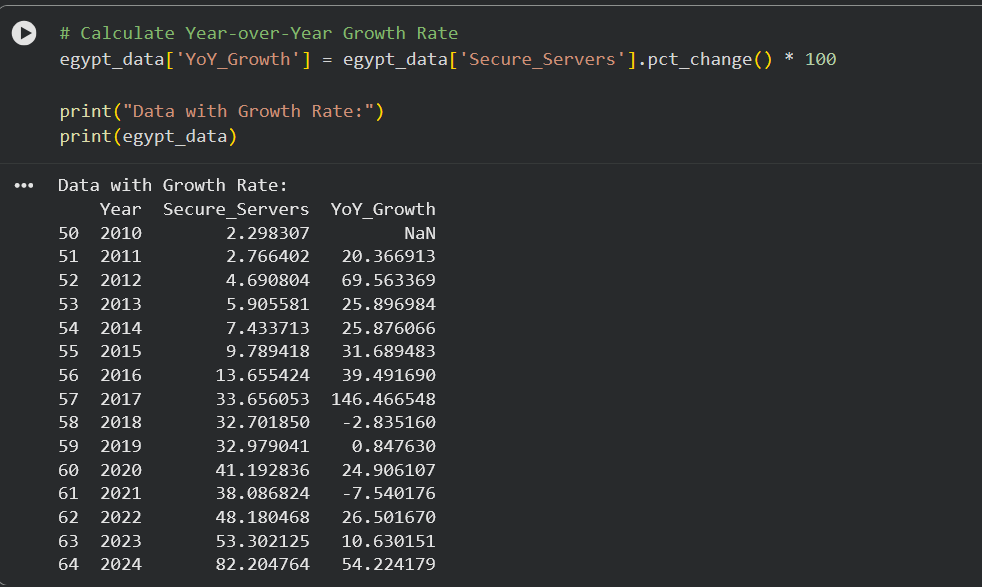 # Calculate Year-over-Year Growth Rate
egypt_data['YoY_Growth'] = egypt_data['Secure_Servers'].pct_change() * 100
print("Data with Growth Rate:")
print(egypt_data)
Data with Growth Rate:
    Year  Secure_Servers  YoY_Growth
50  2010        2.298307         NaN
51  2011        2.766402   20.366913
52  2012        4.690804   69.563369
53  2013        5.905581   25.896984
54  2014        7.433713   25.876066
55  2015        9.789418   31.689483
56  2016       13.655424   39.491690
57  2017       33.656053  146.466548
58  2018       32.701850   -2.835160
59  2019       32.979041    0.847630
60  2020       41.192836   24.906107
61  2021       38.086824   -7.540176
62  2022       48.180468   26.501670
63  2023       53.302125   10.630151
64  2024       82.204764   54.224179